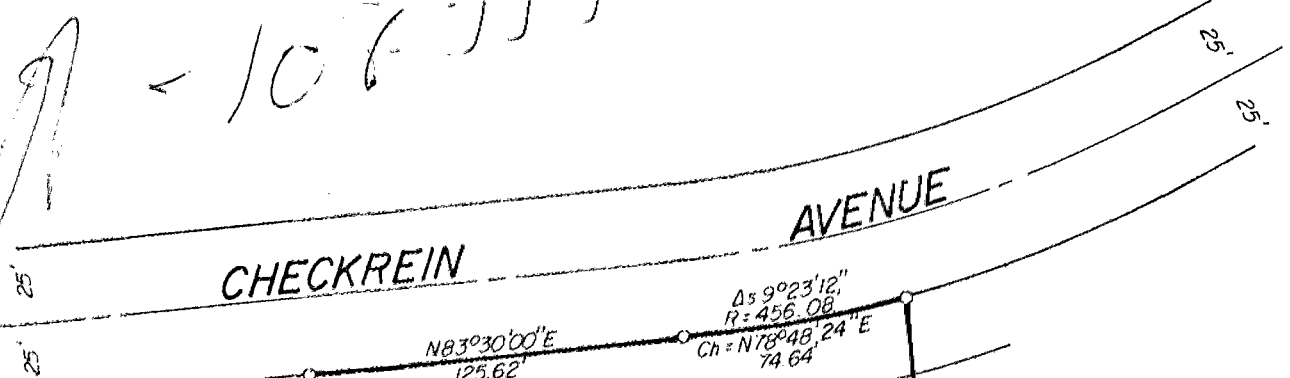 25'
25'
CHECKREIN AVENUE
25'
25'
Δs 9°23'12"
R = 456.08'
Ch = N78°48'24"E
74.64'
N83°30'00"E
125.62'